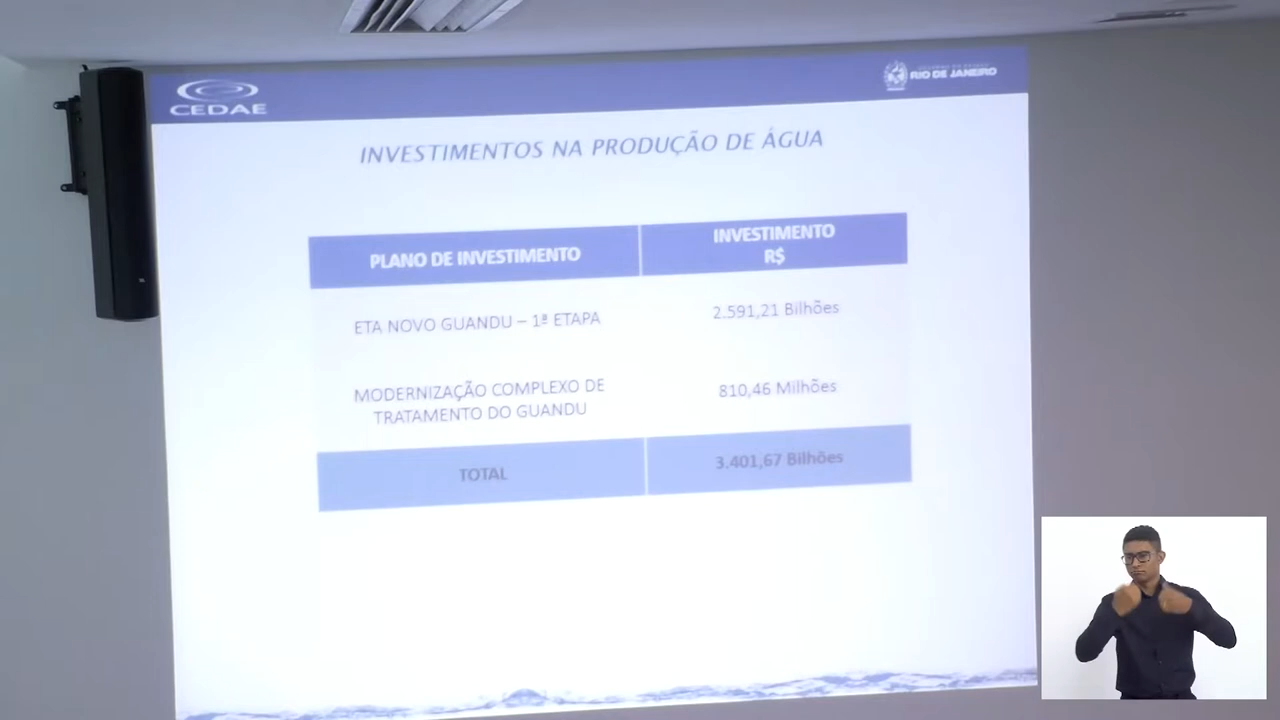 CEDAE
RIO DE JANEIRO
INVESTIMENTOS NA PRODUÇÃO DE ÁGUA
PLANO DE INVESTIMENTO
INVESTIMENTO
R$
ETA NOVO GUANDU – 1ª ETAPA
2.591,21 Bilhões
MODERNIZAÇÃO COMPLEXO DE
TRATAMENTO DO GUANDU
810,46 Milhões
TOTAL
3.401,67 Bilhões